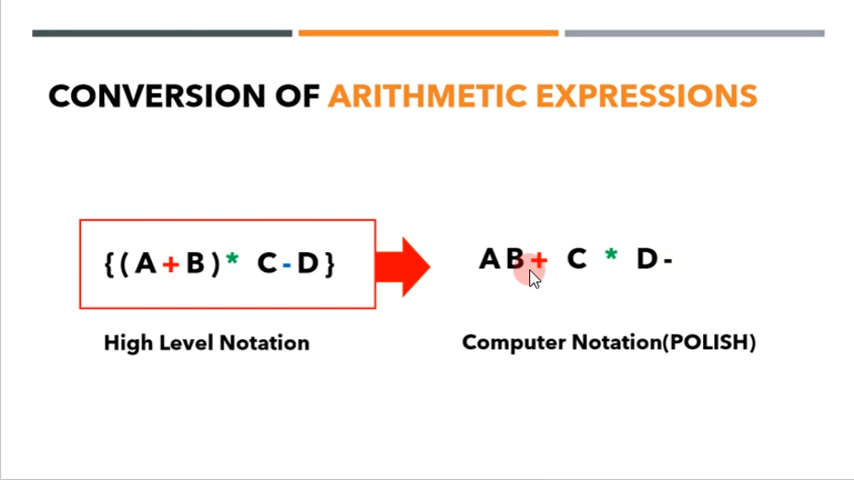 CONVERSION OF ARITHMETIC EXPRESSIONS
{(A+B)* C-D}
AB+ C * D-
High Level Notation
Computer Notation(POLISH)